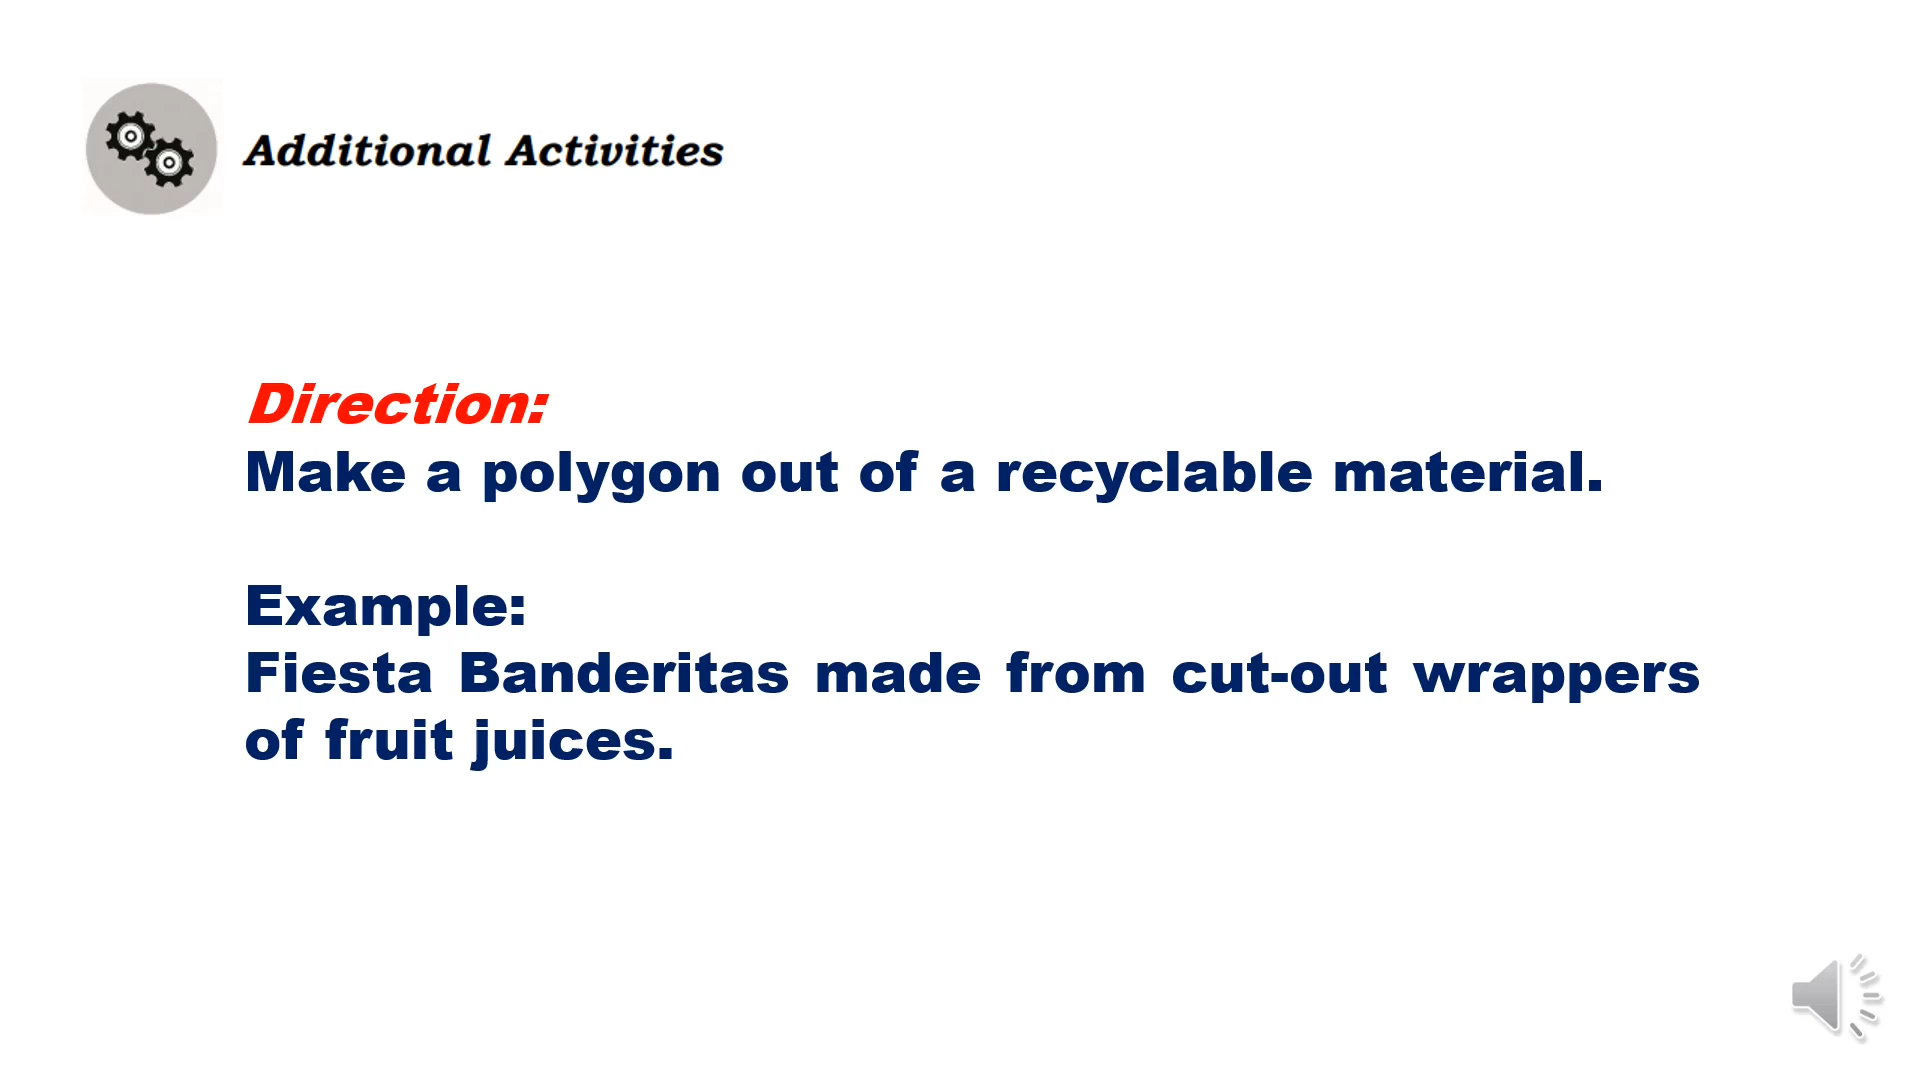 Additional Activities
Direction:
Make a polygon out of a recyclable material.
Example:
Fiesta Banderitas made from cut-out wrappers
of fruit juices.